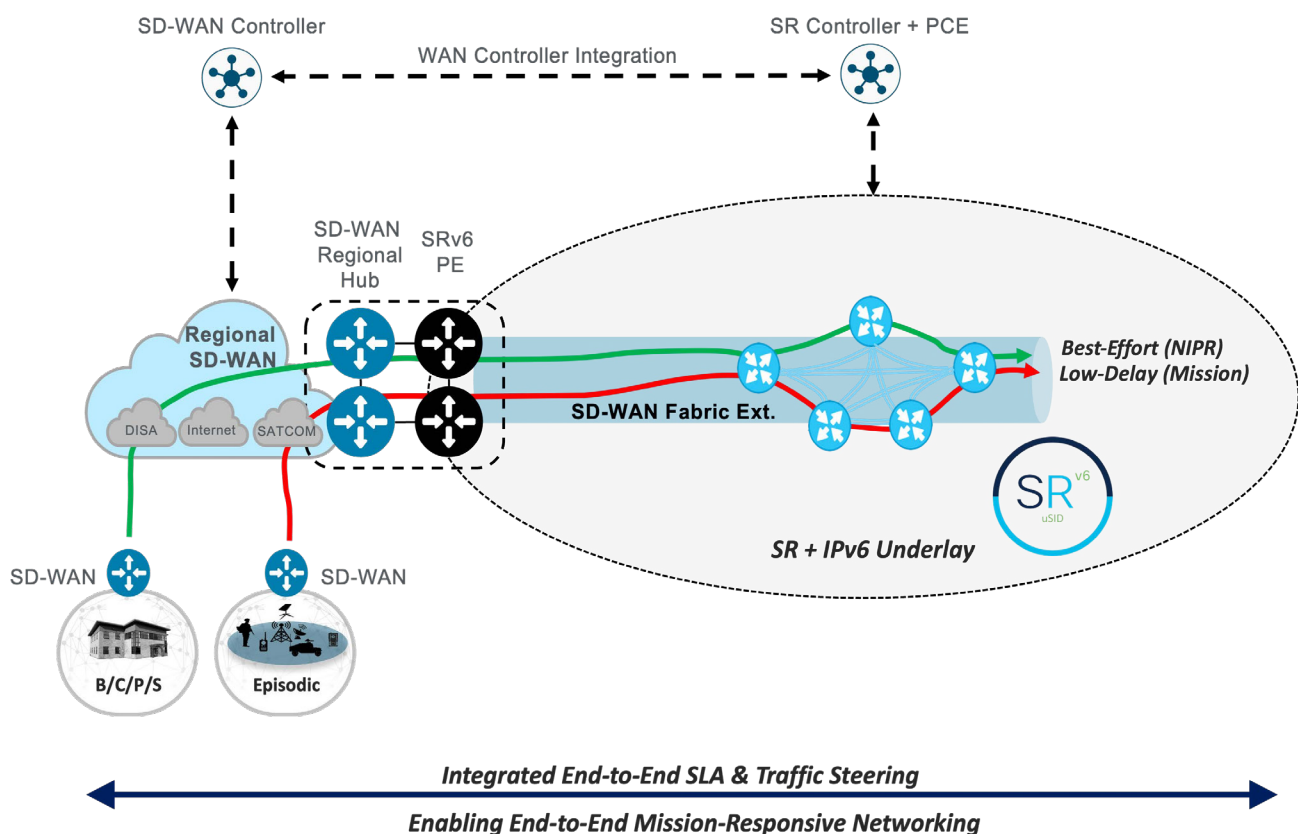 SD-WAN Controller
SR Controller + PCE
WAN Controller Integration
SD-WAN
Regional
Hub
SRv6
PE
Regional
SD-WAN
DISA
Internet
SATCOM
Best-Effort (NIPR)
Low-Delay (Mission)
SD-WAN Fabric Ext.
SRv6
uSID
SR + IPv6 Underlay
SD-WAN
SD-WAN
B/C/P/S
Episodic
Integrated End-to-End SLA & Traffic Steering
Enabling End-to-End Mission-Responsive Networking